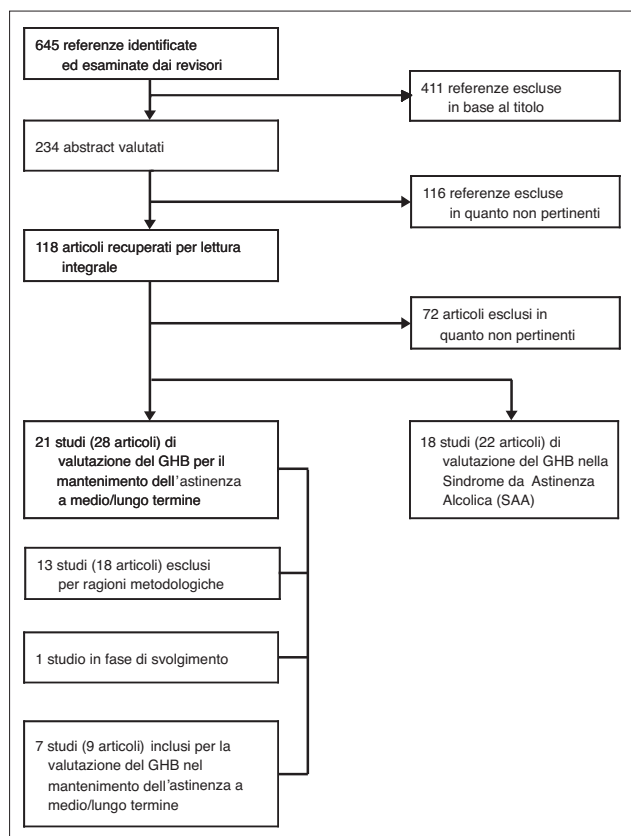 645 referenze identificate
ed esaminate dai revisori
411 referenze escluse
in base al titolo
234 abstract valutati
116 referenze escluse
in quanto non pertinenti
118 articoli recuperati per lettura
integrale
72 articoli esclusi in
quanto non pertinenti
21 studi (28 articoli) di
valutazione del GHB per il
mantenimento dell'astinenza
a medio/lungo termine
18 studi (22 articoli) di
valutazione del GHB nella
Sindrome da Astinenza
Alcolica (SAA)
13 studi (18 articoli) esclusi
per ragioni metodologiche
1 studio in fase di svolgimento
7 studi (9 articoli) inclusi per la
valutazione del GHB nel
mantenimento dell'astinenza a
medio/lungo termine